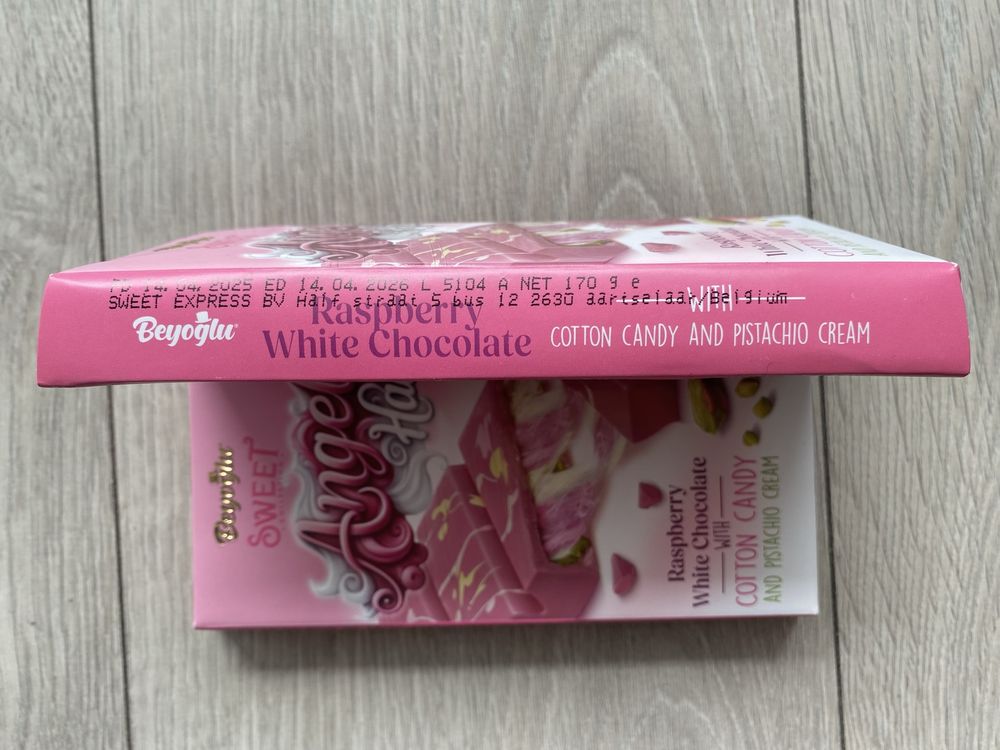 PD 14.04.2025 ED 14.04.2026 L 5104 A NET 170 g e
SWEET EXPRESS BV Half straat 5 bus 12 2630 aartselaar/Belgium
Beyoğlu
Raspberry
White Chocolate
WITH
COTTON CANDY AND PISTACHIO CREAM
Beyoğlu
SWEET
Angel
Raspberry
White Chocolate
WITH
COTTON CANDY
AND PISTACHIO CREAM